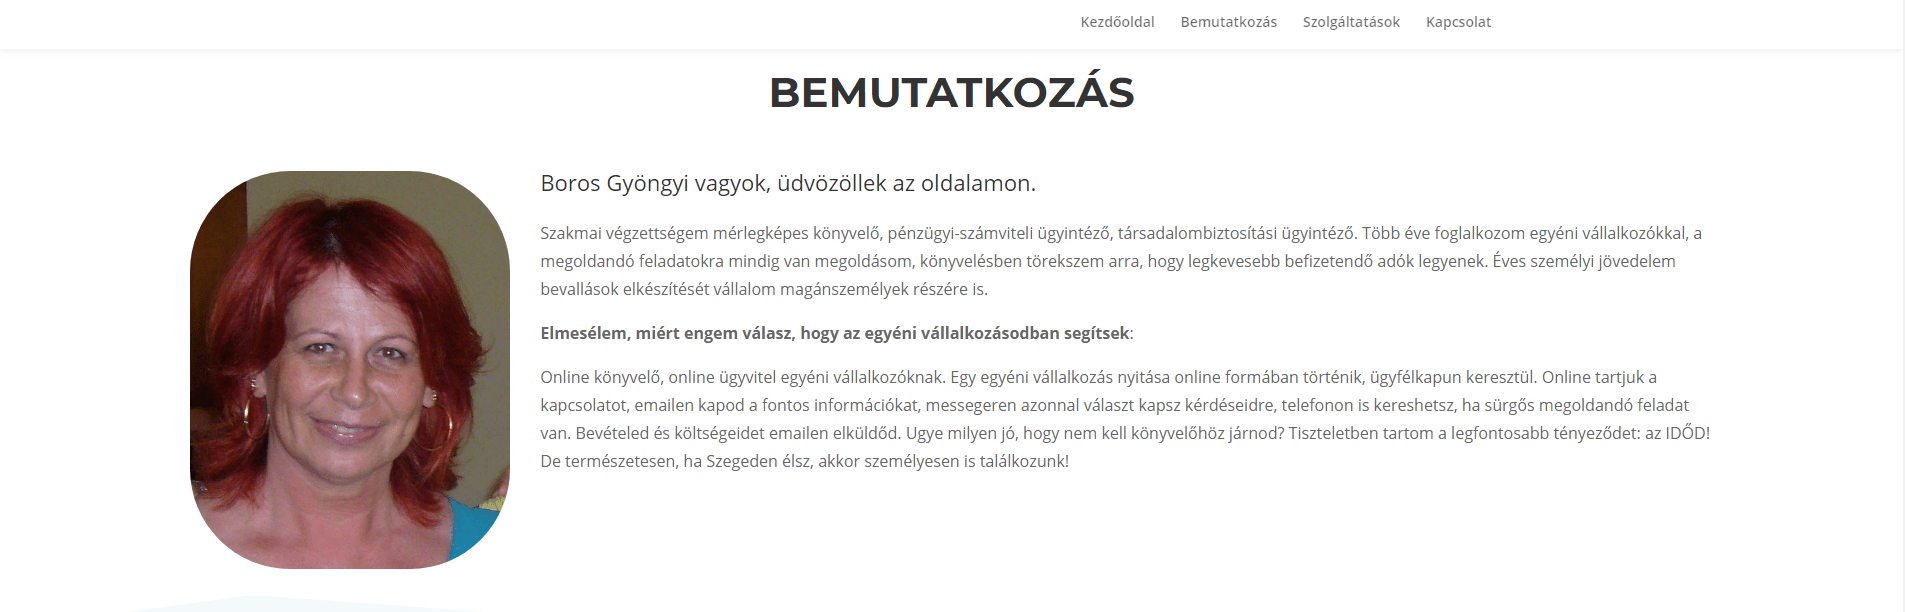 Kezdőoldal Bemutatkozás Szolgáltatások Kapcsolat
BEMUTATKOZÁS
Boros Gyöngyi vagyok, üdvözöllek az oldalamon.
Szakmai végzettségem mérlegképes könyvelő, pénzügyi-számviteli ügyintéző, társadalombiztosítási ügyintéző. Több éve foglalkozom egyéni vállalkozókkal, a
megoldandó feladatokra mindig van megoldásom, könyvelésben törekszem arra, hogy legkevesebb befizetendő adók legyenek. Éves személyi jövedelem
bevallások elkészítését vállalom magánszemélyek részére is.
Elmesélem, miért engem válasz, hogy az egyéni vállalkozásodban segítsek:
Online könyvelő, online ügyvitel egyéni vállalkozóknak. Egy egyéni vállalkozás nyitása online formában történik, ügyfélkapun keresztül. Online tartjuk a
kapcsolatot, emailen kapod a fontos információkat, messegeren azonnal választ kapsz kérdéseidre, telefonon is kereshetsz, ha sürgős megoldandó feladat
van. Bevételed és költségeidet emailen elküldőd. Ugye milyen jó, hogy nem kell könyvelőhöz járnod? Tiszteletben tartom a legfontosabb tényeződet: az IDŐD!
De természetesen, ha Szegeden élsz, akkor személyesen is találkozunk!